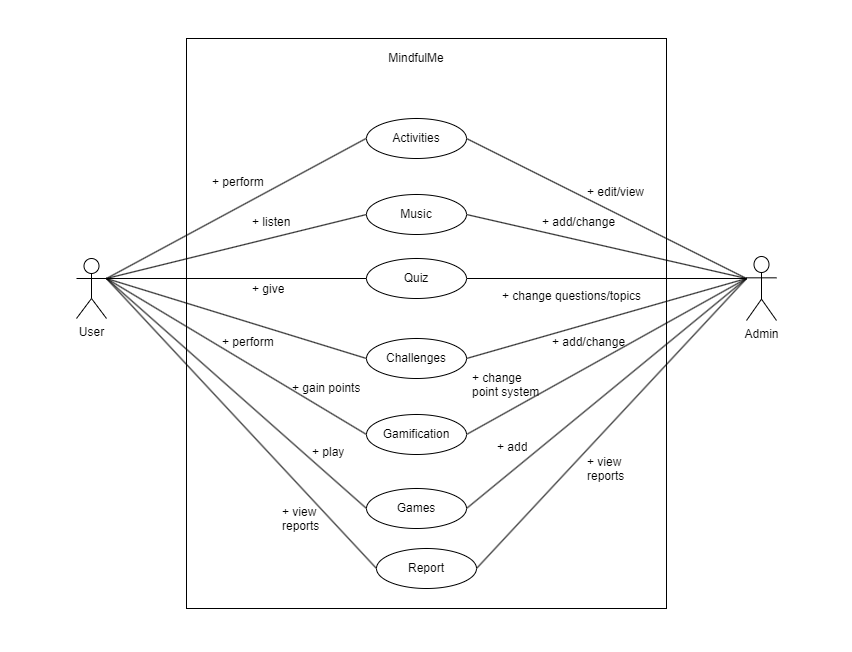 MindfulMe
Activities
+ perform
+ edit/view
Music
+ listen
+ add/change
Quiz
+ give
+ change questions/topics
User
Admin
Challenges
+ perform
+ add/change
+ gain points
+ change
point system
Gamification
+ play
+ add
+ view
reports
Games
+ view
reports
Report